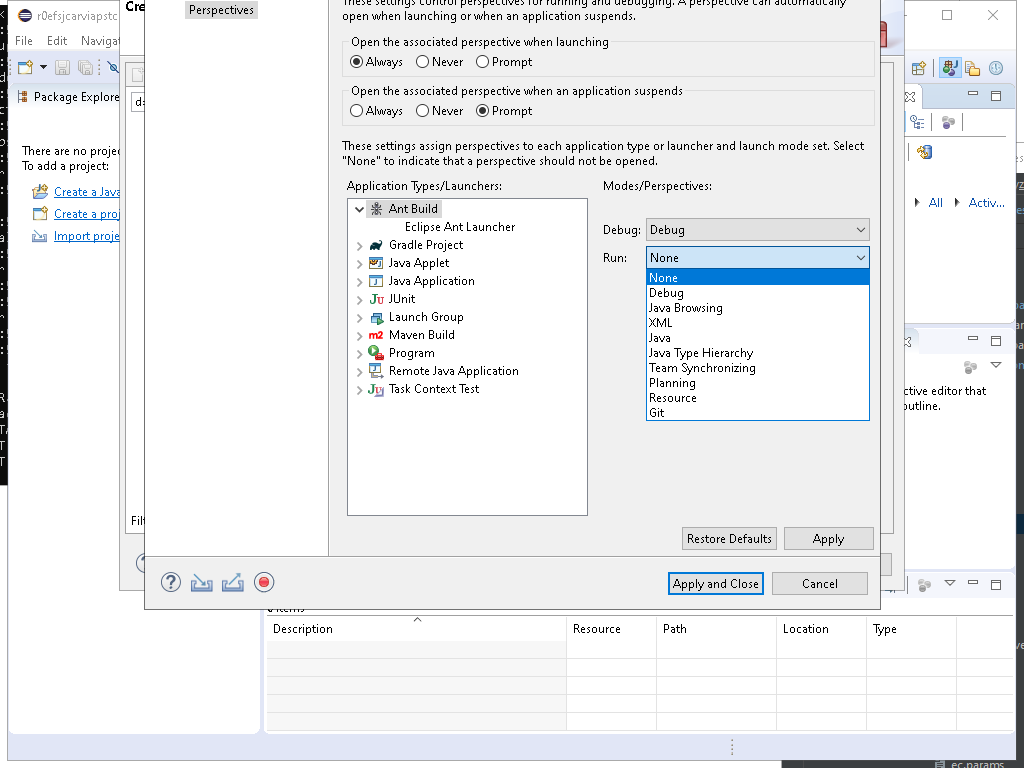 r0efsjcarviapstc
Cre
Perspectives
These settings control perspectives for running and debugging. A perspective can automatically
open when launching or when an application suspends.
File Edit Naviga
Open the associated perspective when launching
Always Never Prompt
Package Explore
Open the associated perspective when an application suspends
Always Never Prompt
There are no projec
To add a project:
Create a Java
Create a proj
Import proje
These settings assign perspectives to each application type or launcher and launch mode set. Select
"None" to indicate that a perspective should not be opened.
Application Types/Launchers:
Modes/Perspectives:
Ant Build
Eclipse Ant Launcher
Gradle Project
Java Applet
Java Application
JUnit
Launch Group
Maven Build
Program
Remote Java Application
Task Context Test
Debug: Debug
Run: None
None
Debug
Java Browsing
XML
Java
Java Type Hierarchy
Team Synchronizing
Planning
Resource
Git
All Activ...
ctive editor that
outline.
Filt
Restore Defaults Apply
Apply and Close Cancel
0 items
Description Resource Path Location Type
ec.params